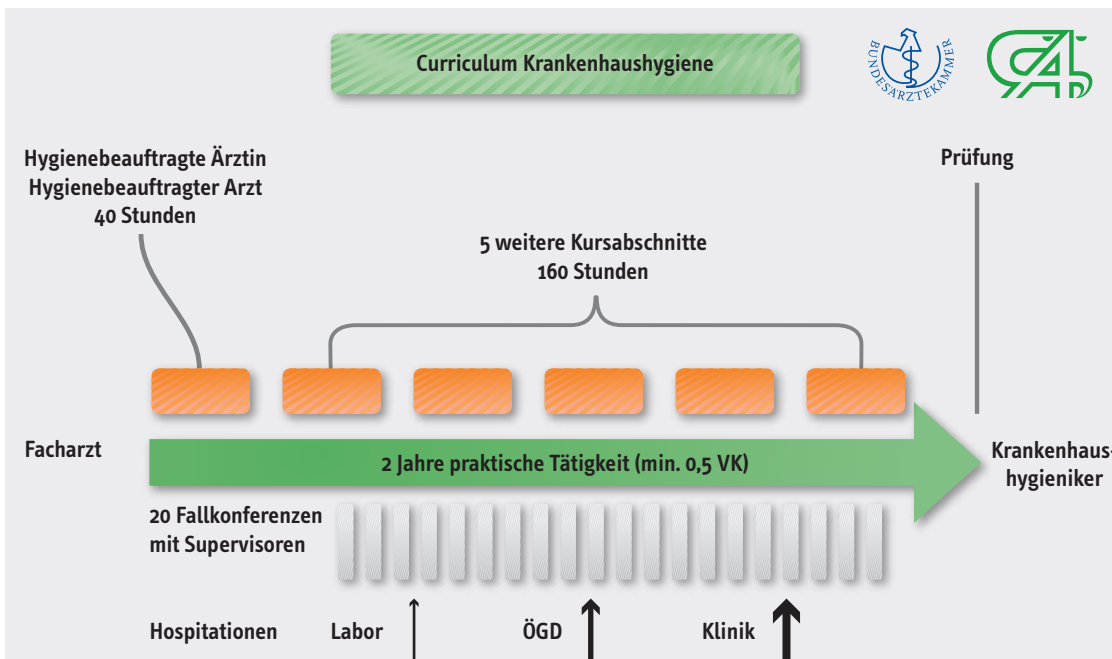 Curriculum Krankenhaushygiene
BUNDESÄRZTEKAMMER
Hygienebeauftragte Ärztin
Hygienebeauftragter Arzt
40 Stunden
Prüfung
5 weitere Kursabschnitte
160 Stunden
Facharzt
2 Jahre praktische Tätigkeit (min. 0,5 VK)
Krankenhaus-
hygieniker
20 Fallkonferenzen
mit Supervisoren
Hospitationen
Labor
ÖGD
Klinik